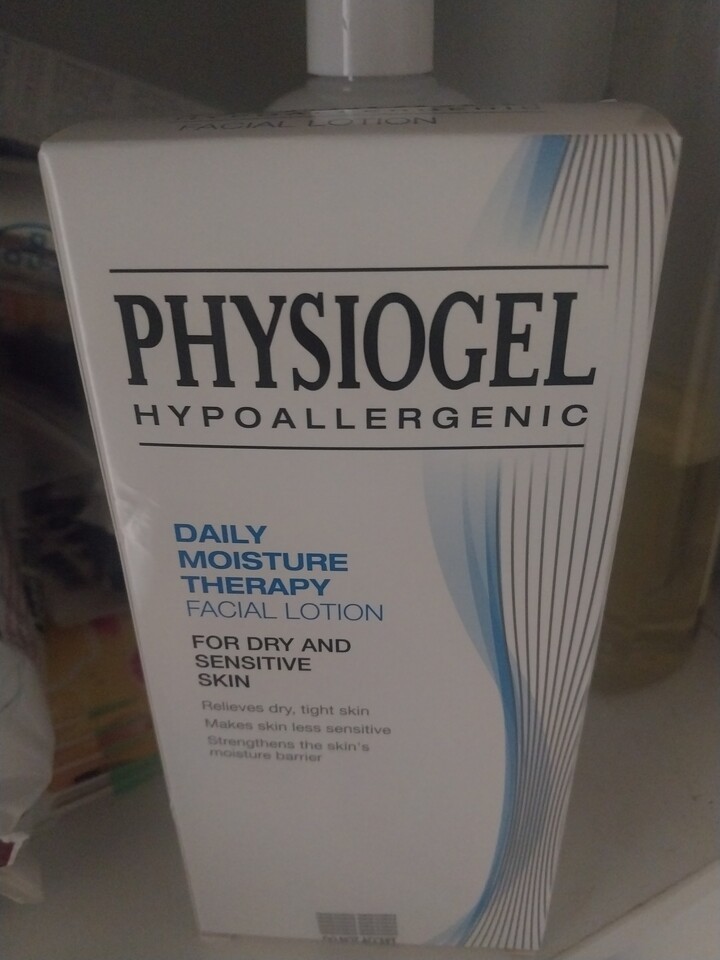 FACIAL LOTION
PHYSIOGEL
HYPOALLERGENIC
DAILY
MOISTURE
THERAPY
FACIAL LOTION
FOR DRY AND
SENSITIVE
SKIN
Relieves dry, tight skin
Makes skin less sensitive
Strengthens the skin's
moisture barrier